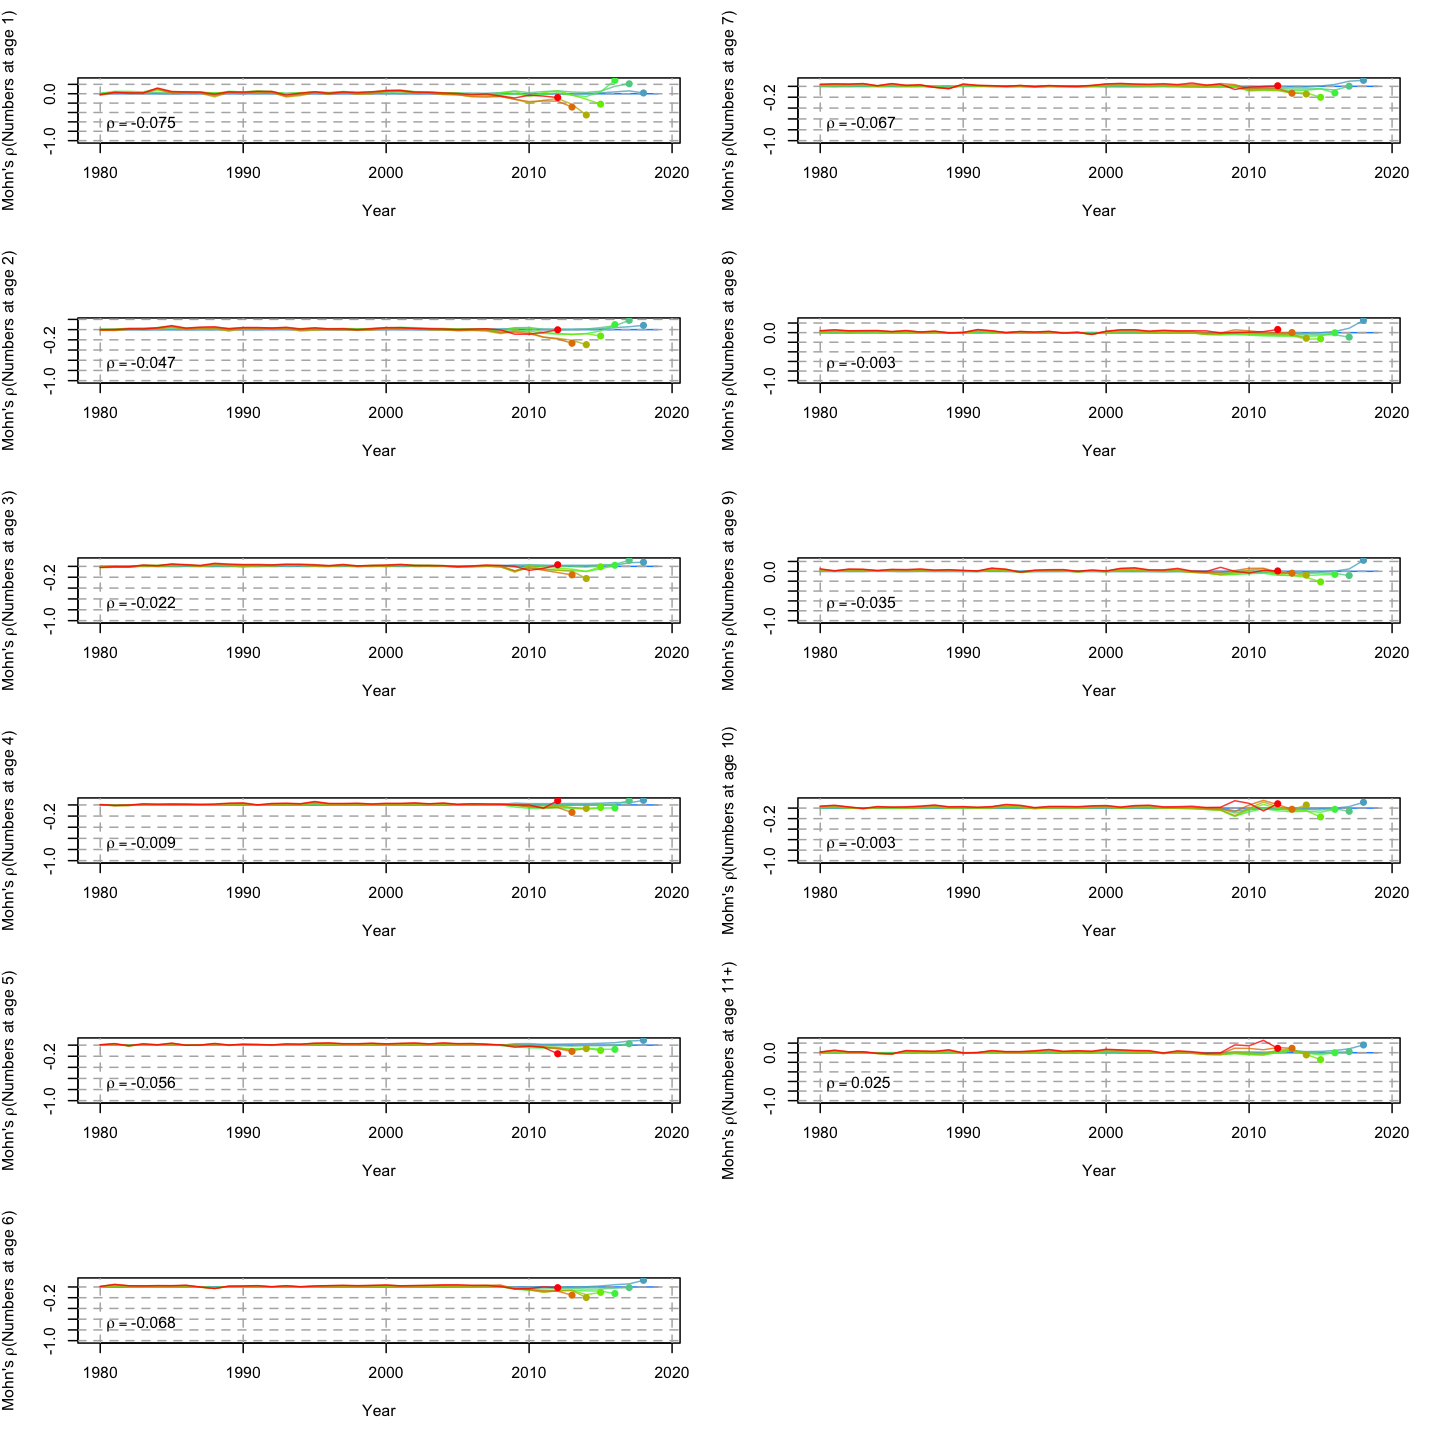 Mohn's ρ(Numbers at age 1)
0.0
-1.0
ρ = -0.075
1980 1990 2000 2010 2020
Year
Mohn's ρ(Numbers at age 7)
-0.2
-1.0
ρ = -0.067
1980 1990 2000 2010 2020
Year
Mohn's ρ(Numbers at age 2)
-0.2
-1.0
ρ = -0.047
1980 1990 2000 2010 2020
Year
Mohn's ρ(Numbers at age 8)
0.0
-1.0
ρ = -0.003
1980 1990 2000 2010 2020
Year
Mohn's ρ(Numbers at age 3)
-0.2
-1.0
ρ = -0.022
1980 1990 2000 2010 2020
Year
Mohn's ρ(Numbers at age 9)
0.0
-1.0
ρ = -0.035
1980 1990 2000 2010 2020
Year
Mohn's ρ(Numbers at age 4)
-0.2
-1.0
ρ = -0.009
1980 1990 2000 2010 2020
Year
Mohn's ρ(Numbers at age 10)
-0.2
-1.0
ρ = -0.003
1980 1990 2000 2010 2020
Year
Mohn's ρ(Numbers at age 5)
-0.2
-1.0
ρ = -0.056
1980 1990 2000 2010 2020
Year
Mohn's ρ(Numbers at age 11+)
0.0
-1.0
ρ = 0.025
1980 1990 2000 2010 2020
Year
Mohn's ρ(Numbers at age 6)
-0.2
-1.0
ρ = -0.068
1980 1990 2000 2010 2020
Year